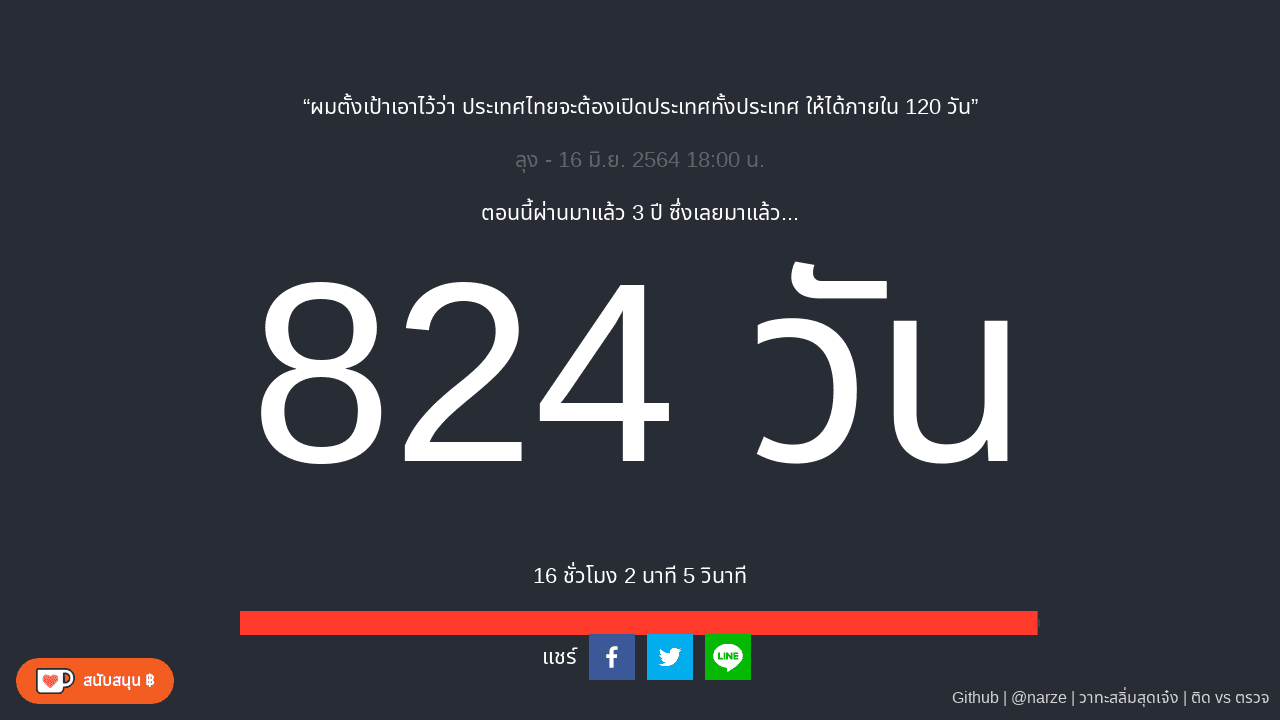 “ผมตั้งเป้าเอาไว้ว่า ประเทศไทยจะต้องเปิดประเทศทั้งประเทศ ให้ได้ภายใน 120 วัน”
ลุง - 16 มิ.ย. 2564 18:00 น.
ตอนนี้ผ่านมาแล้ว 3 ปี ซึ่งเลยมาแล้ว...
824 วัน
16 ชั่วโมง 2 นาที 5 วินาที
แชร์
LINE
สนับสนุน ฿
Github | @narze | วาทะสลิ่มสุดเจ๋ง | ติด vs ตรวจ